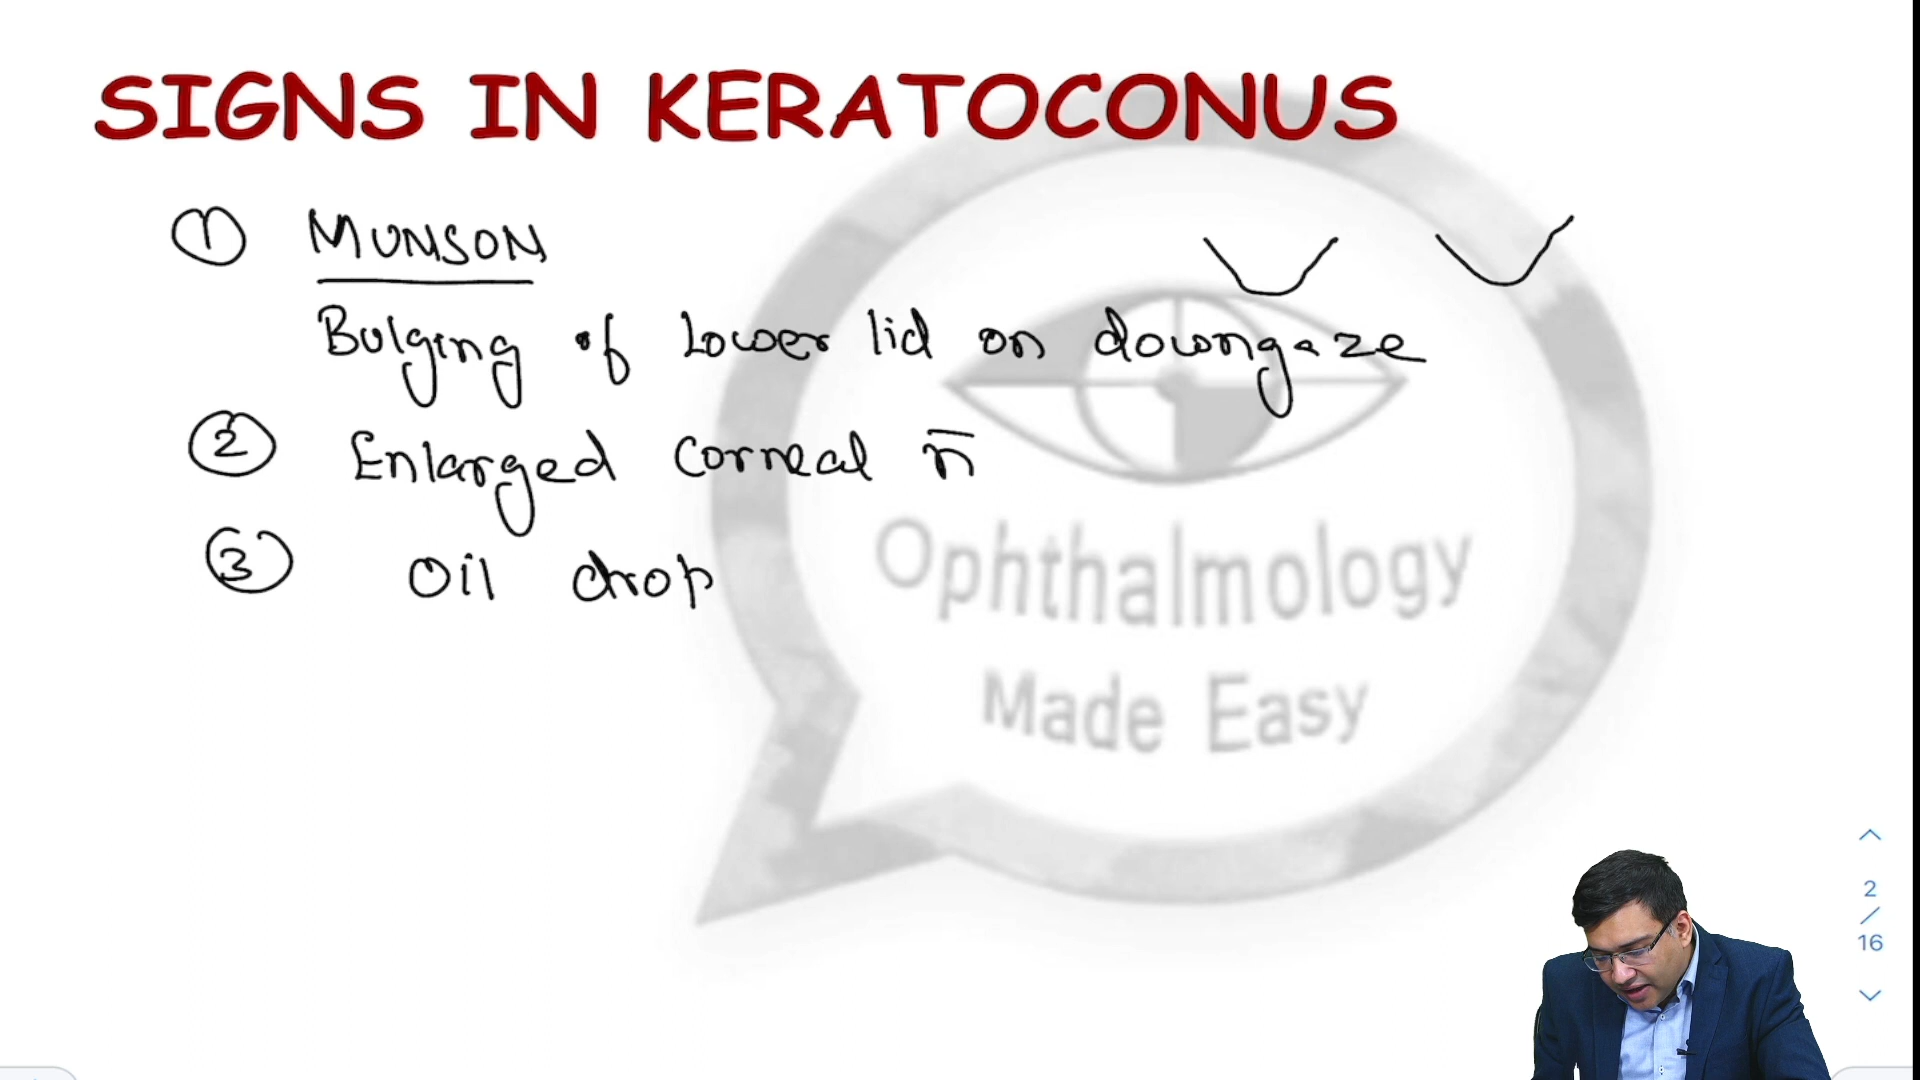 SIGNS IN KERATOCONUS
① MUNSON
Bulging of Lower lid on downgaze
② Enlarged corneal n̅
③ Oil drop
Ophthalmology
Made Easy
2
/
16